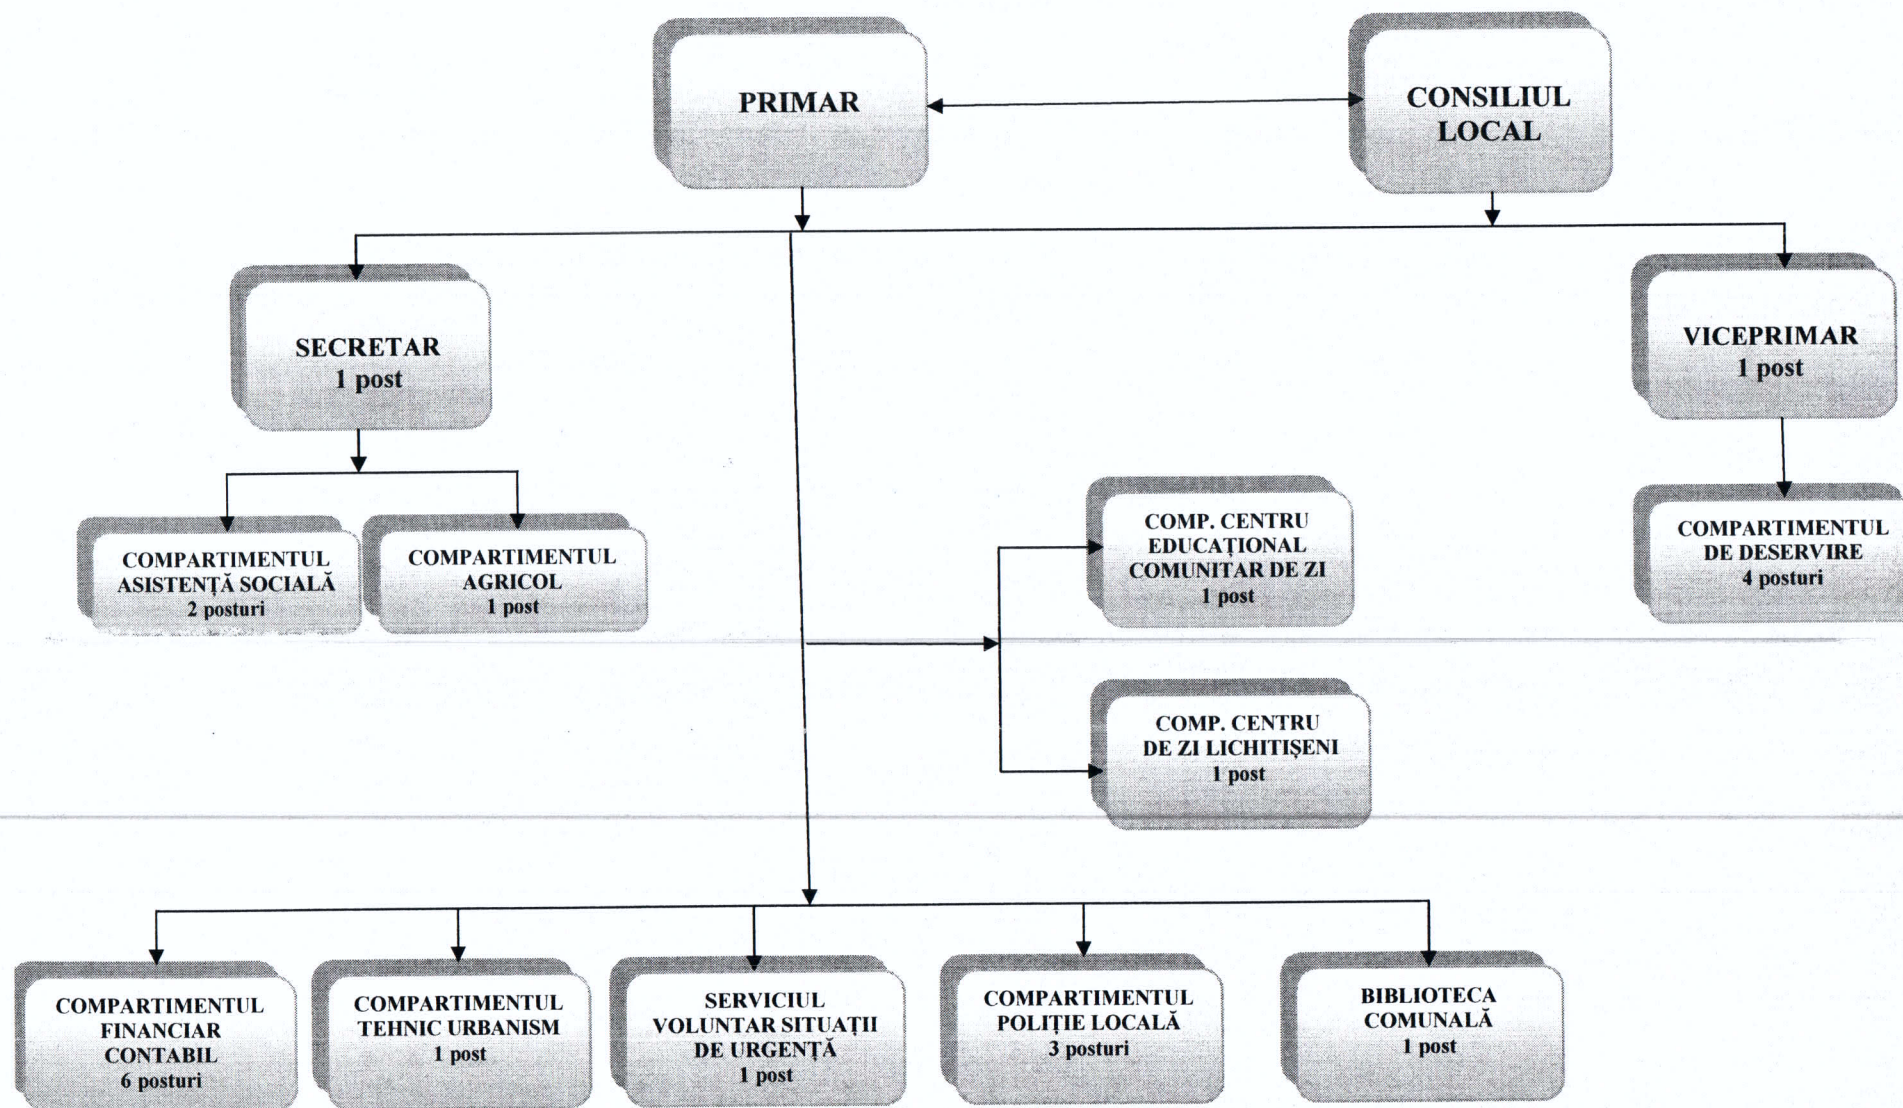 PRIMAR
CONSILIUL
LOCAL
SECRETAR
1 post
VICEPRIMAR
1 post
COMPARTIMENTUL
ASISTENȚĂ SOCIALĂ
2 posturi
COMPARTIMENTUL
AGRICOL
1 post
COMP. CENTRU
EDUCAȚIONAL
COMUNITAR DE ZI
1 post
COMPARTIMENTUL
DE DESERVIRE
4 posturi
COMP. CENTRU
DE ZI LICHITIȘENI
1 post
COMPARTIMENTUL
FINANCIAR
CONTABIL
6 posturi
COMPARTIMENTUL
TEHNIC URBANISM
1 post
SERVICIUL
VOLUNTAR SITUAȚII
DE URGENȚĂ
1 post
COMPARTIMENTUL
POLIȚIE LOCALĂ
3 posturi
BIBLIOTECA
COMUNALĂ
1 post